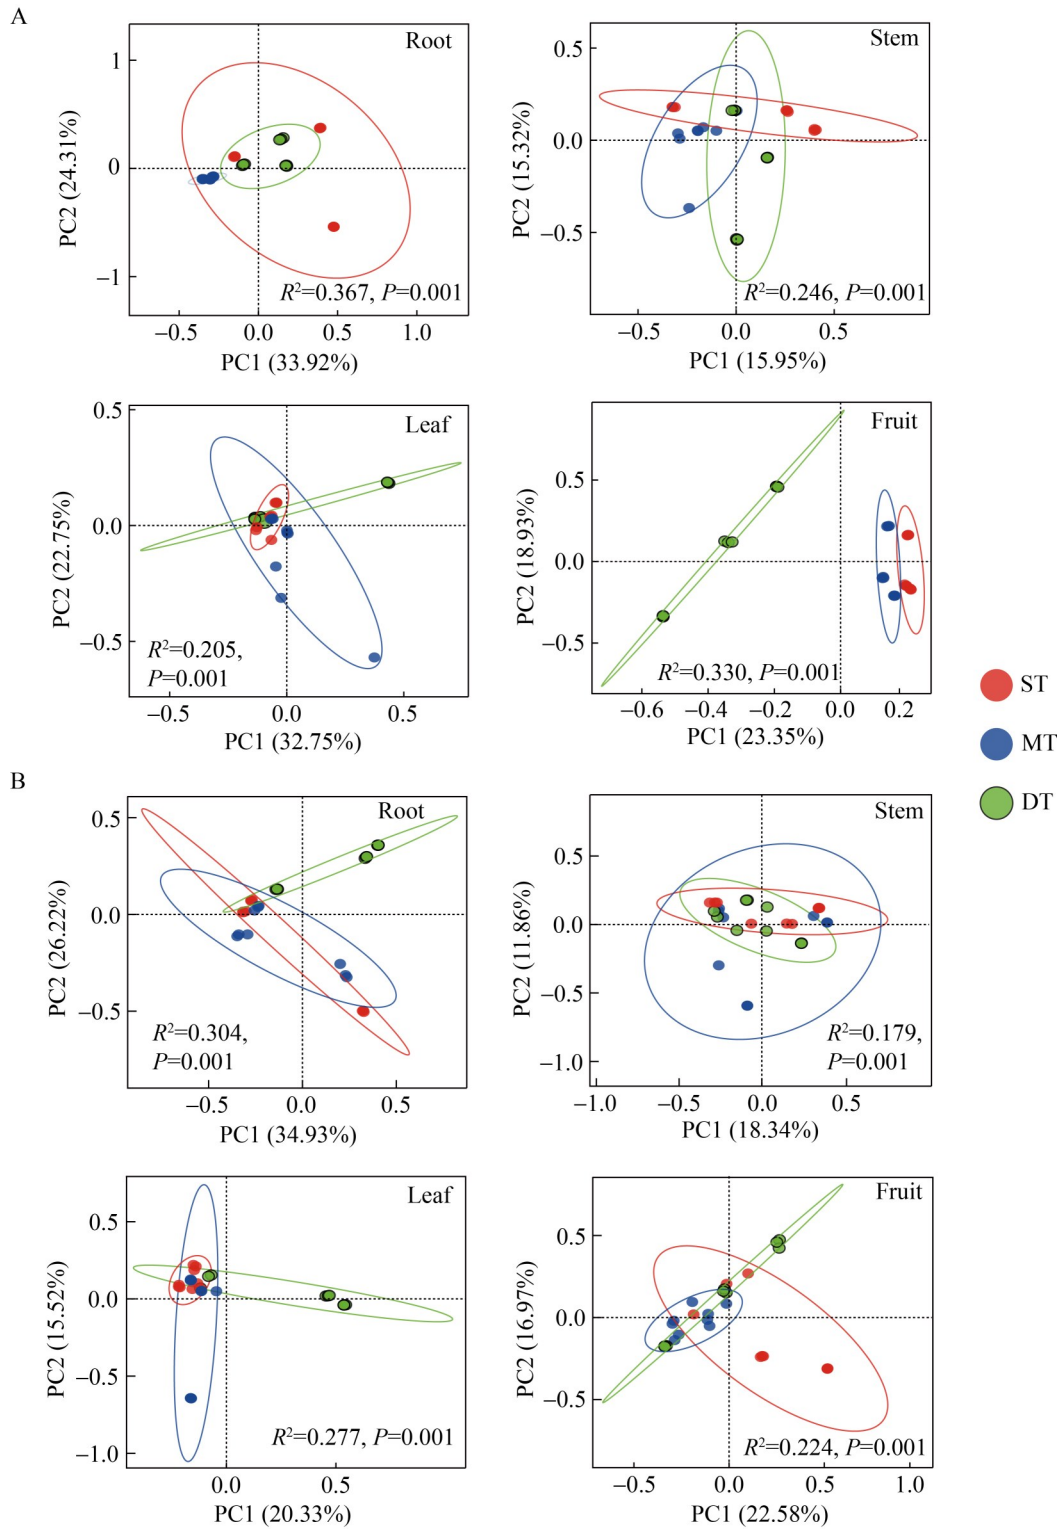 A
Root
1
0
−1
PC2 (24.31%)
R²=0.367, P=0.001
−0.5 0.0 0.5 1.0
PC1 (33.92%)
Stem
0.5
0.0
−0.5
PC2 (15.32%)
R²=0.246, P=0.001
−0.5 0.0 0.5
PC1 (15.95%)
Leaf
0.5
0.0
−0.5
PC2 (22.75%)
R²=0.205,
P=0.001
−0.5 0.0 0.5
PC1 (32.75%)
Fruit
0.5
0.0
−0.5
PC2 (18.93%)
R²=0.330, P=0.001
−0.6 −0.4 −0.2 0.0 0.2
PC1 (23.35%)
ST
MT
DT
B
Root
0.5
0.0
−0.5
PC2 (26.22%)
R²=0.304,
P=0.001
−0.5 0.0 0.5
PC1 (34.93%)
Stem
0.5
0.0
−0.5
−1.0
PC2 (11.86%)
R²=0.179,
P=0.001
−1.0 −0.5 0.0 0.5
PC1 (18.34%)
Leaf
0.5
0.0
−0.5
−1.0
PC2 (15.52%)
R²=0.277, P=0.001
0.0 0.5
PC1 (20.33%)
Fruit
0.5
0.0
−0.5
PC2 (16.97%)
R²=0.224, P=0.001
−0.5 0.0 0.5 1.0
PC1 (22.58%)